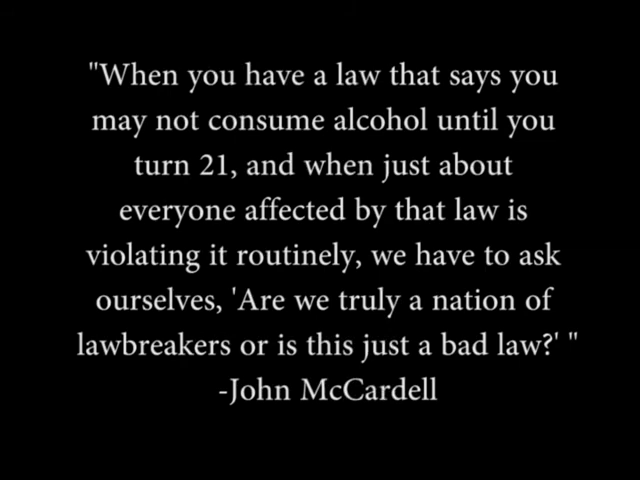 "When you have a law that says you
may not consume alcohol until you
turn 21, and when just about
everyone affected by that law is
violating it routinely, we have to ask
ourselves, 'Are we truly a nation of
lawbreakers or is this just a bad law?' "
-John McCardell